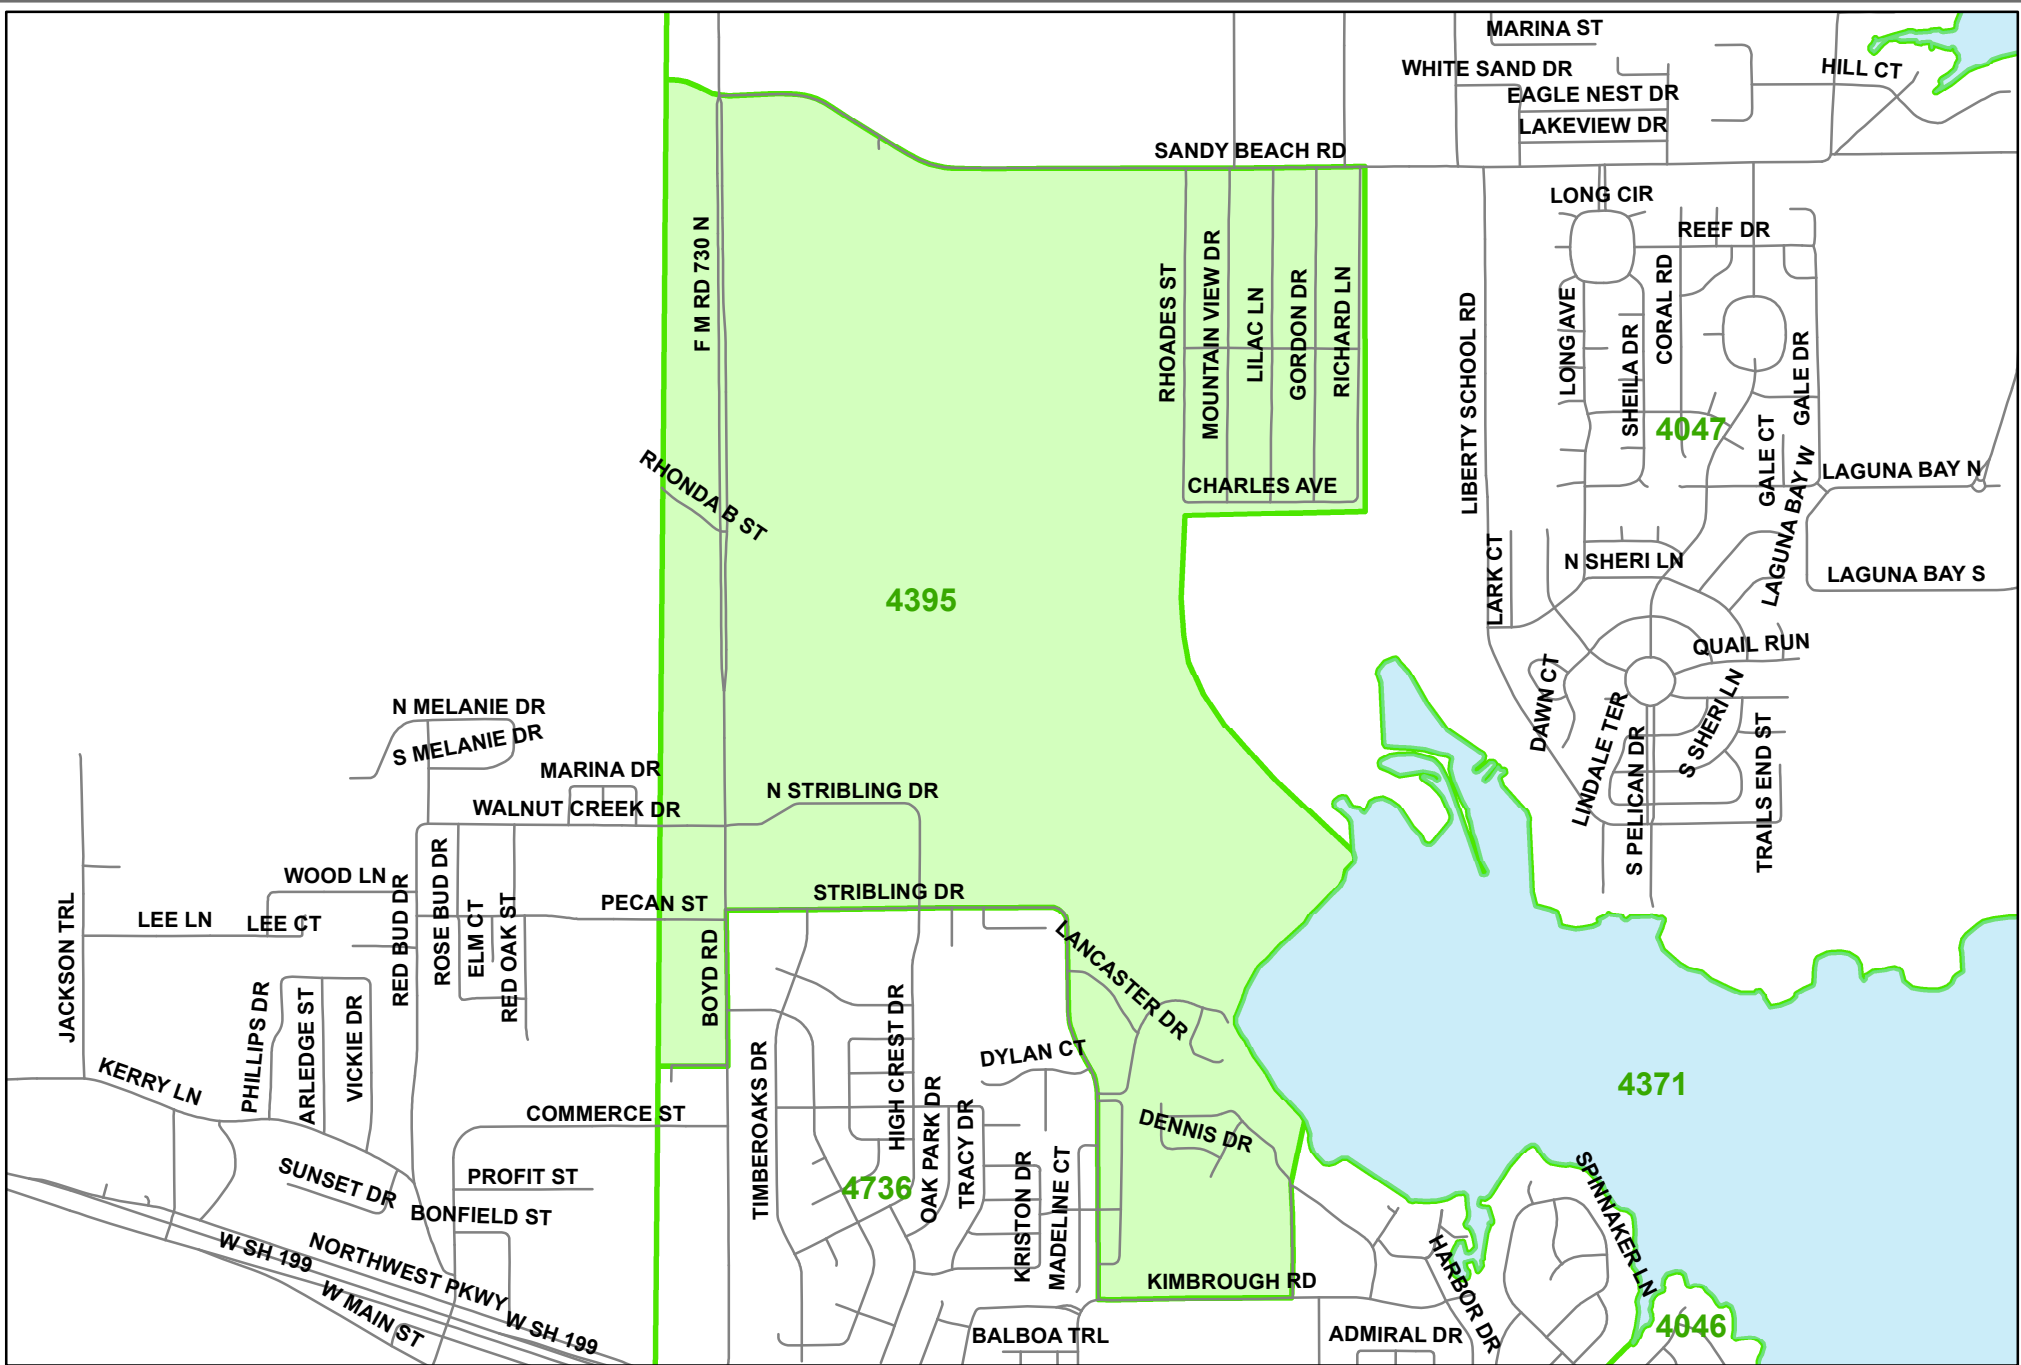 MARINA ST
WHITE SAND DR
HILL CT
EAGLE NEST DR
LAKEVIEW DR
SANDY BEACH RD
LONG CIR
REEF DR
F M RD 730 N
RHOADES ST
MOUNTAIN VIEW DR
LILAC LN
GORDON DR
RICHARD LN
LIBERTY SCHOOL RD
LONG AVE
SHEILA DR
CORAL RD
GALE DR
4047
GALE CT
LAGUNA BAY W
LAGUNA BAY N
RHONDA B ST
CHARLES AVE
LARK CT
N SHERI LN
LAGUNA BAY S
4395
QUAIL RUN
DAWN CT
LINDALE TER
S PELICAN DR
S SHERI LN
TRAILS END ST
N MELANIE DR
S MELANIE DR
MARINA DR
N STRIBLING DR
WALNUT CREEK DR
WOOD LN
STRIBLING DR
PECAN ST
LEE LN
LEE CT
JACKSON TRL
RED BUD DR
ROSE BUD DR
ELM CT
RED OAK ST
BOYD RD
LANCASTER DR
PHILLIPS DR
ARLEDGE ST
VICKIE DR
HIGH CREST DR
DYLAN CT
4371
KERRY LN
TIMBEROAKS DR
COMMERCE ST
DENNIS DR
OAK PARK DR
TRACY DR
KRISTON DR
MADELINE CT
SUNSET DR
PROFIT ST
4736
BONFIELD ST
SPINNAKER LN
W SH 199
NORTHWEST PKWY
KIMBROUGH RD
HARBOR DR
W MAIN ST
W SH 199
BALBOA TRL
ADMIRAL DR
4046